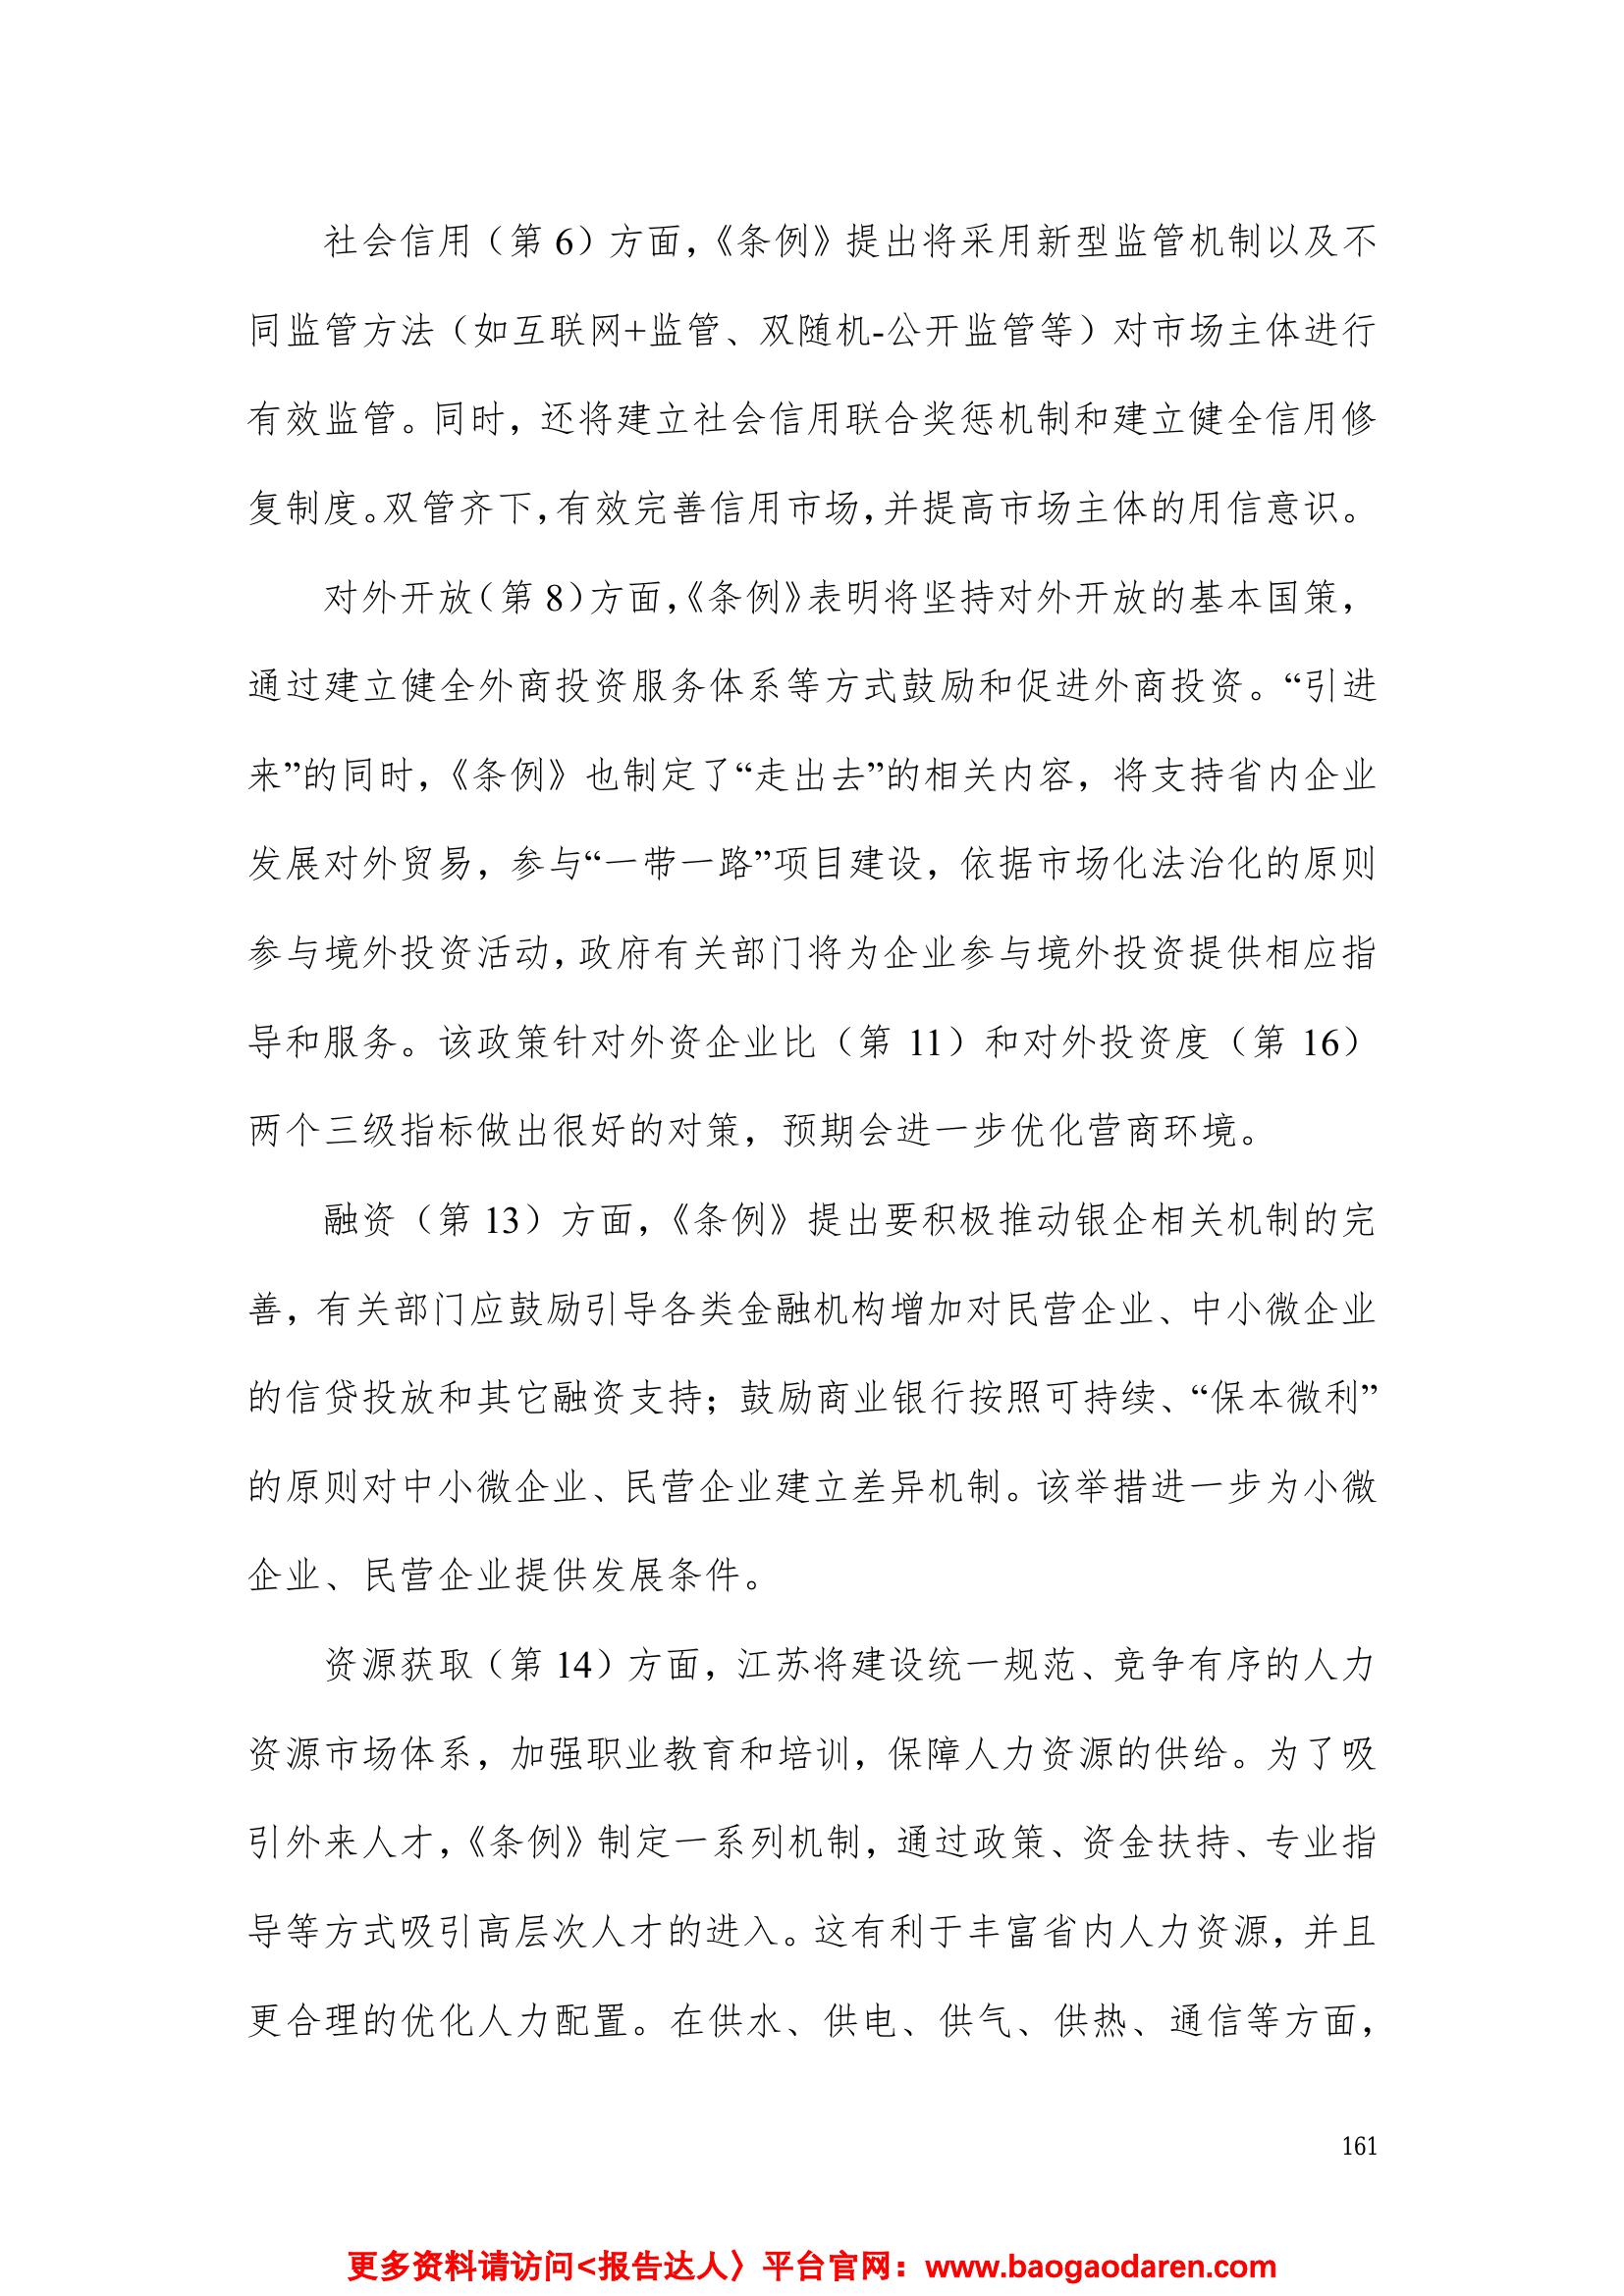 社会信用（第 6）方面，《条例》提出将采用新型监管机制以及不
同监管方法（如互联网+监管、双随机-公开监管等）对市场主体进行
有效监管。同时，还将建立社会信用联合奖惩机制和建立健全信用修
复制度。双管齐下，有效完善信用市场，并提高市场主体的用信意识。
对外开放（第 8）方面，《条例》表明将坚持对外开放的基本国策，
通过建立健全外商投资服务体系等方式鼓励和促进外商投资。“引进
来”的同时，《条例》也制定了“走出去”的相关内容，将支持省内企业
发展对外贸易，参与“一带一路”项目建设，依据市场化法治化的原则
参与境外投资活动，政府有关部门将为企业参与境外投资提供相应指
导和服务。该政策针对外资企业比（第 11）和对外投资度（第 16）
两个三级指标做出很好的对策，预期会进一步优化营商环境。
融资（第 13）方面，《条例》提出要积极推动银企相关机制的完
善，有关部门应鼓励引导各类金融机构增加对民营企业、中小微企业
的信贷投放和其它融资支持；鼓励商业银行按照可持续、“保本微利”
的原则对中小微企业、民营企业建立差异机制。该举措进一步为小微
企业、民营企业提供发展条件。
资源获取（第 14）方面，江苏将建设统一规范、竞争有序的人力
资源市场体系，加强职业教育和培训，保障人力资源的供给。为了吸
引外来人才，《条例》制定一系列机制，通过政策、资金扶持、专业指
导等方式吸引高层次人才的进入。这有利于丰富省内人力资源，并且
更合理的优化人力配置。在供水、供电、供气、供热、通信等方面，
161
更多资料请访问<报告达人〉平台官网：www.baogaodaren.com